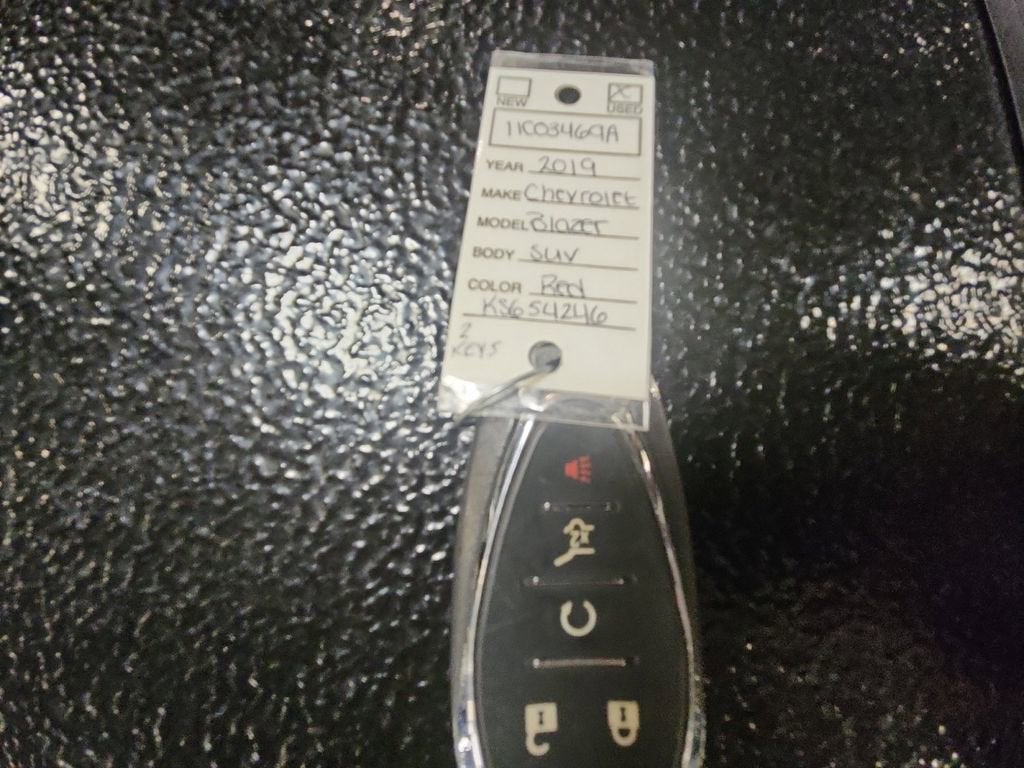 NEW
USED
11C03469A
YEAR 2019
MAKE Chevrolet
MODEL Blazer
BODY SUV
COLOR Red
KS654246
2
KEYS